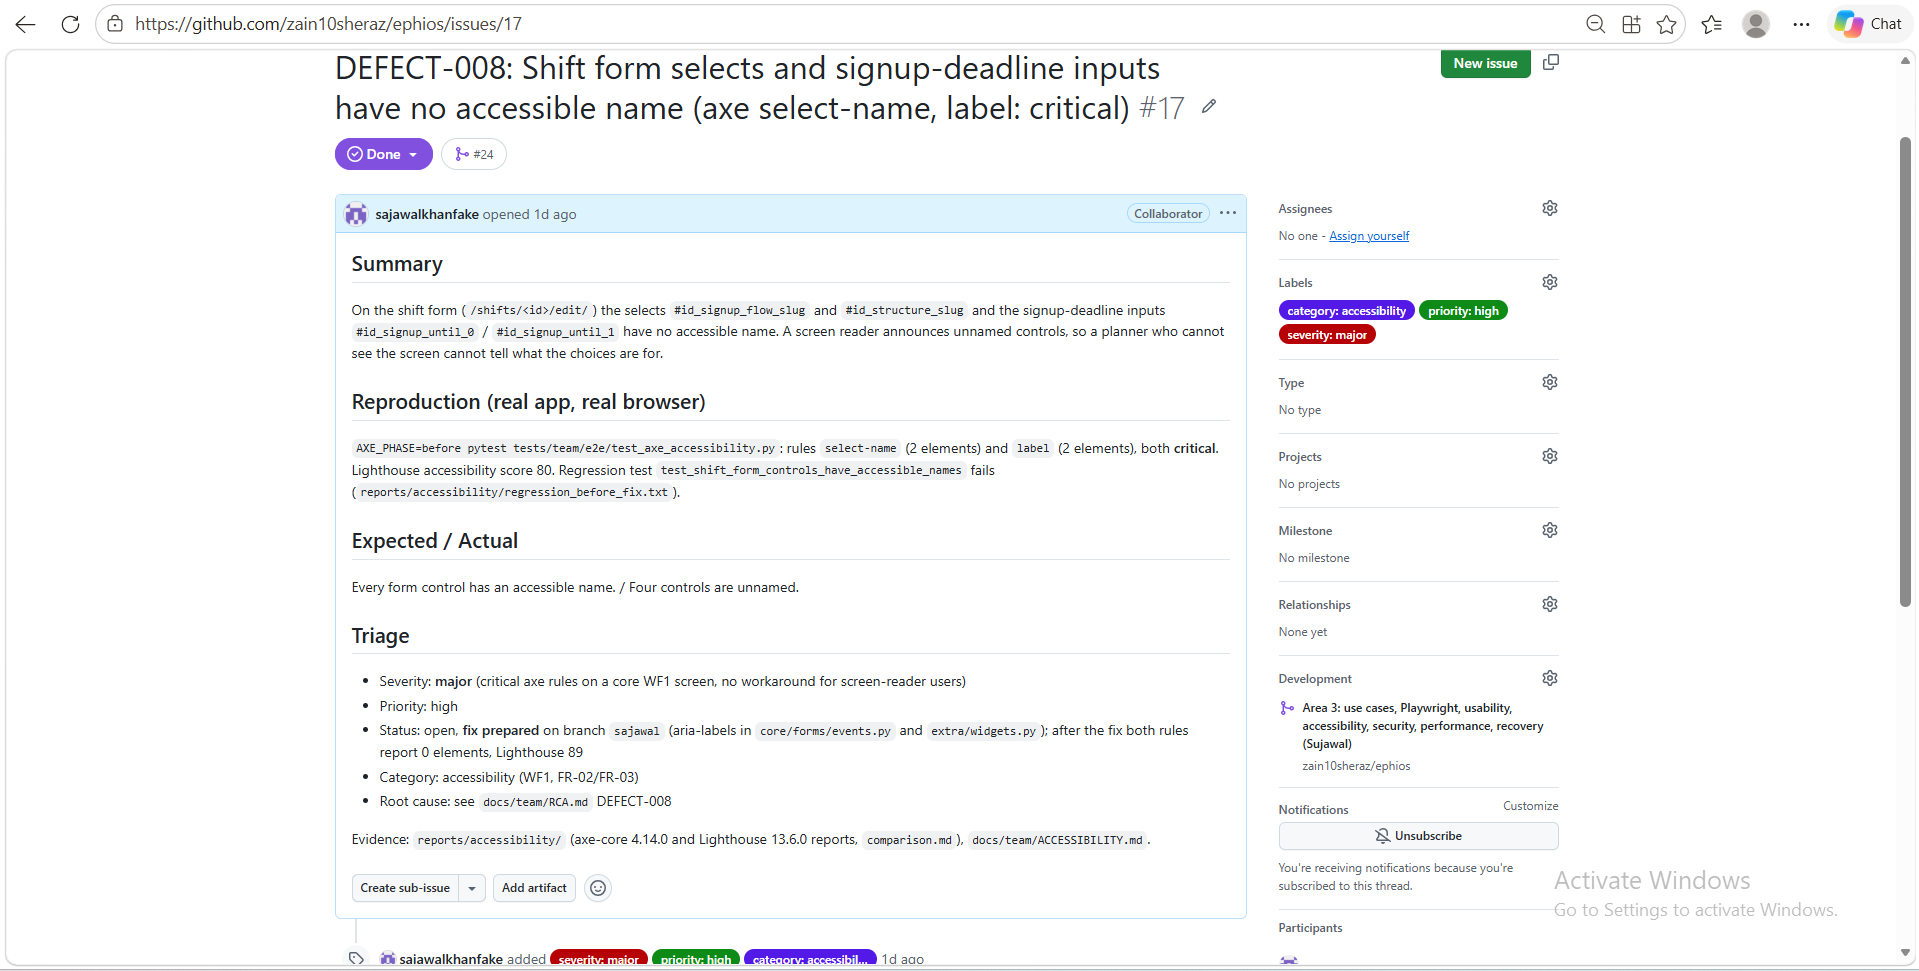 https://github.com/zain10sheraz/ephios/issues/17
Chat
DEFECT-008: Shift form selects and signup-deadline inputs
have no accessible name (axe select-name, label: critical) #17
New issue
Done
#24
sajawalkhanfake opened 1d ago
Collaborator
Summary
On the shift form ( /shifts/<id>/edit/ ) the selects #id_signup_flow_slug and #id_structure_slug and the signup-deadline inputs
#id_signup_until_0 / #id_signup_until_1 have no accessible name. A screen reader announces unnamed controls, so a planner who cannot
see the screen cannot tell what the choices are for.
Reproduction (real app, real browser)
AXE_PHASE=before pytest tests/team/e2e/test_axe_accessibility.py : rules select-name (2 elements) and label (2 elements), both critical.
Lighthouse accessibility score 80. Regression test test_shift_form_controls_have_accessible_names fails
( reports/accessibility/regression_before_fix.txt ).
Expected / Actual
Every form control has an accessible name. / Four controls are unnamed.
Triage
Severity: major (critical axe rules on a core WF1 screen, no workaround for screen-reader users)
Priority: high
Status: open, fix prepared on branch sajawal (aria-labels in core/forms/events.py and extra/widgets.py ); after the fix both rules
report 0 elements, Lighthouse 89
Category: accessibility (WF1, FR-02/FR-03)
Root cause: see docs/team/RCA.md DEFECT-008
Evidence: reports/accessibility/ (axe-core 4.14.0 and Lighthouse 13.6.0 reports, comparison.md ), docs/team/ACCESSIBILITY.md .
Create sub-issue
Add artifact
sajawalkhanfake added severity: major priority: high category: accessibil... 1d ago
Assignees
No one - Assign yourself
Labels
category: accessibility priority: high
severity: major
Type
No type
Projects
No projects
Milestone
No milestone
Relationships
None yet
Development
Area 3: use cases, Playwright, usability,
accessibility, security, performance, recovery
(Sujawal)
zain10sheraz/ephios
Notifications
Customize
Unsubscribe
You're receiving notifications because you're
subscribed to this thread.
Participants
Activate Windows
Go to Settings to activate Windows.